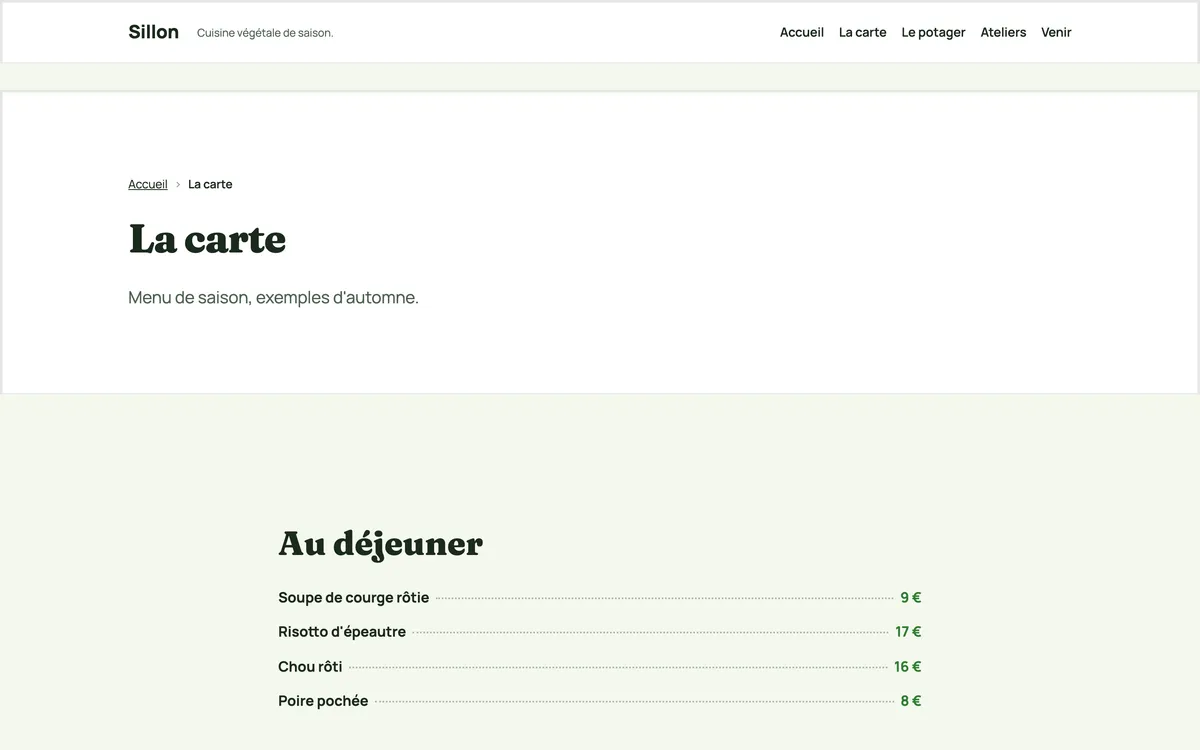 Sillon
Cuisine végétale de saison.
Accueil La carte Le potager Ateliers Venir
Accueil › La carte
La carte
Menu de saison, exemples d'automne.
Au déjeuner
Soupe de courge rôtie 9 €
Risotto d'épeautre 17 €
Chou rôti 16 €
Poire pochée 8 €